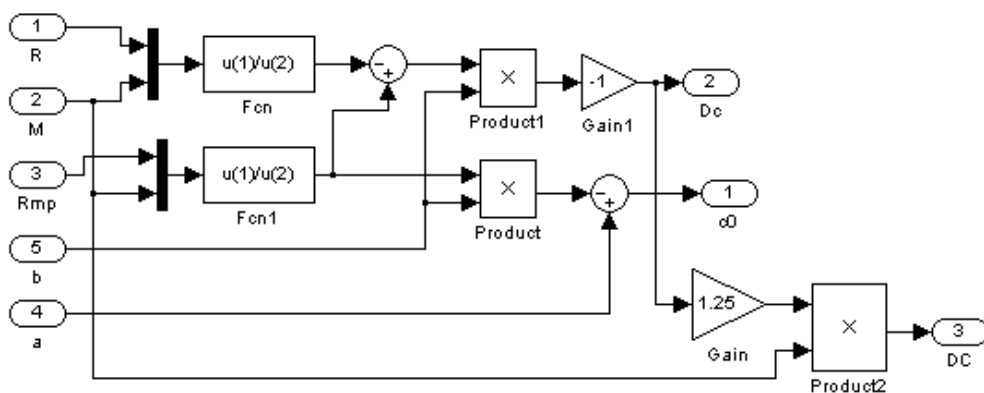 1
R
2
M
3
Rmp
5
b
4
a
u(1)/u(2)
Fcn
u(1)/u(2)
Fcn1
-
+
×
Product1
-1
Gain1
2
Dc
×
Product
-
+
1
c0
1.25
Gain
×
Product2
3
DC